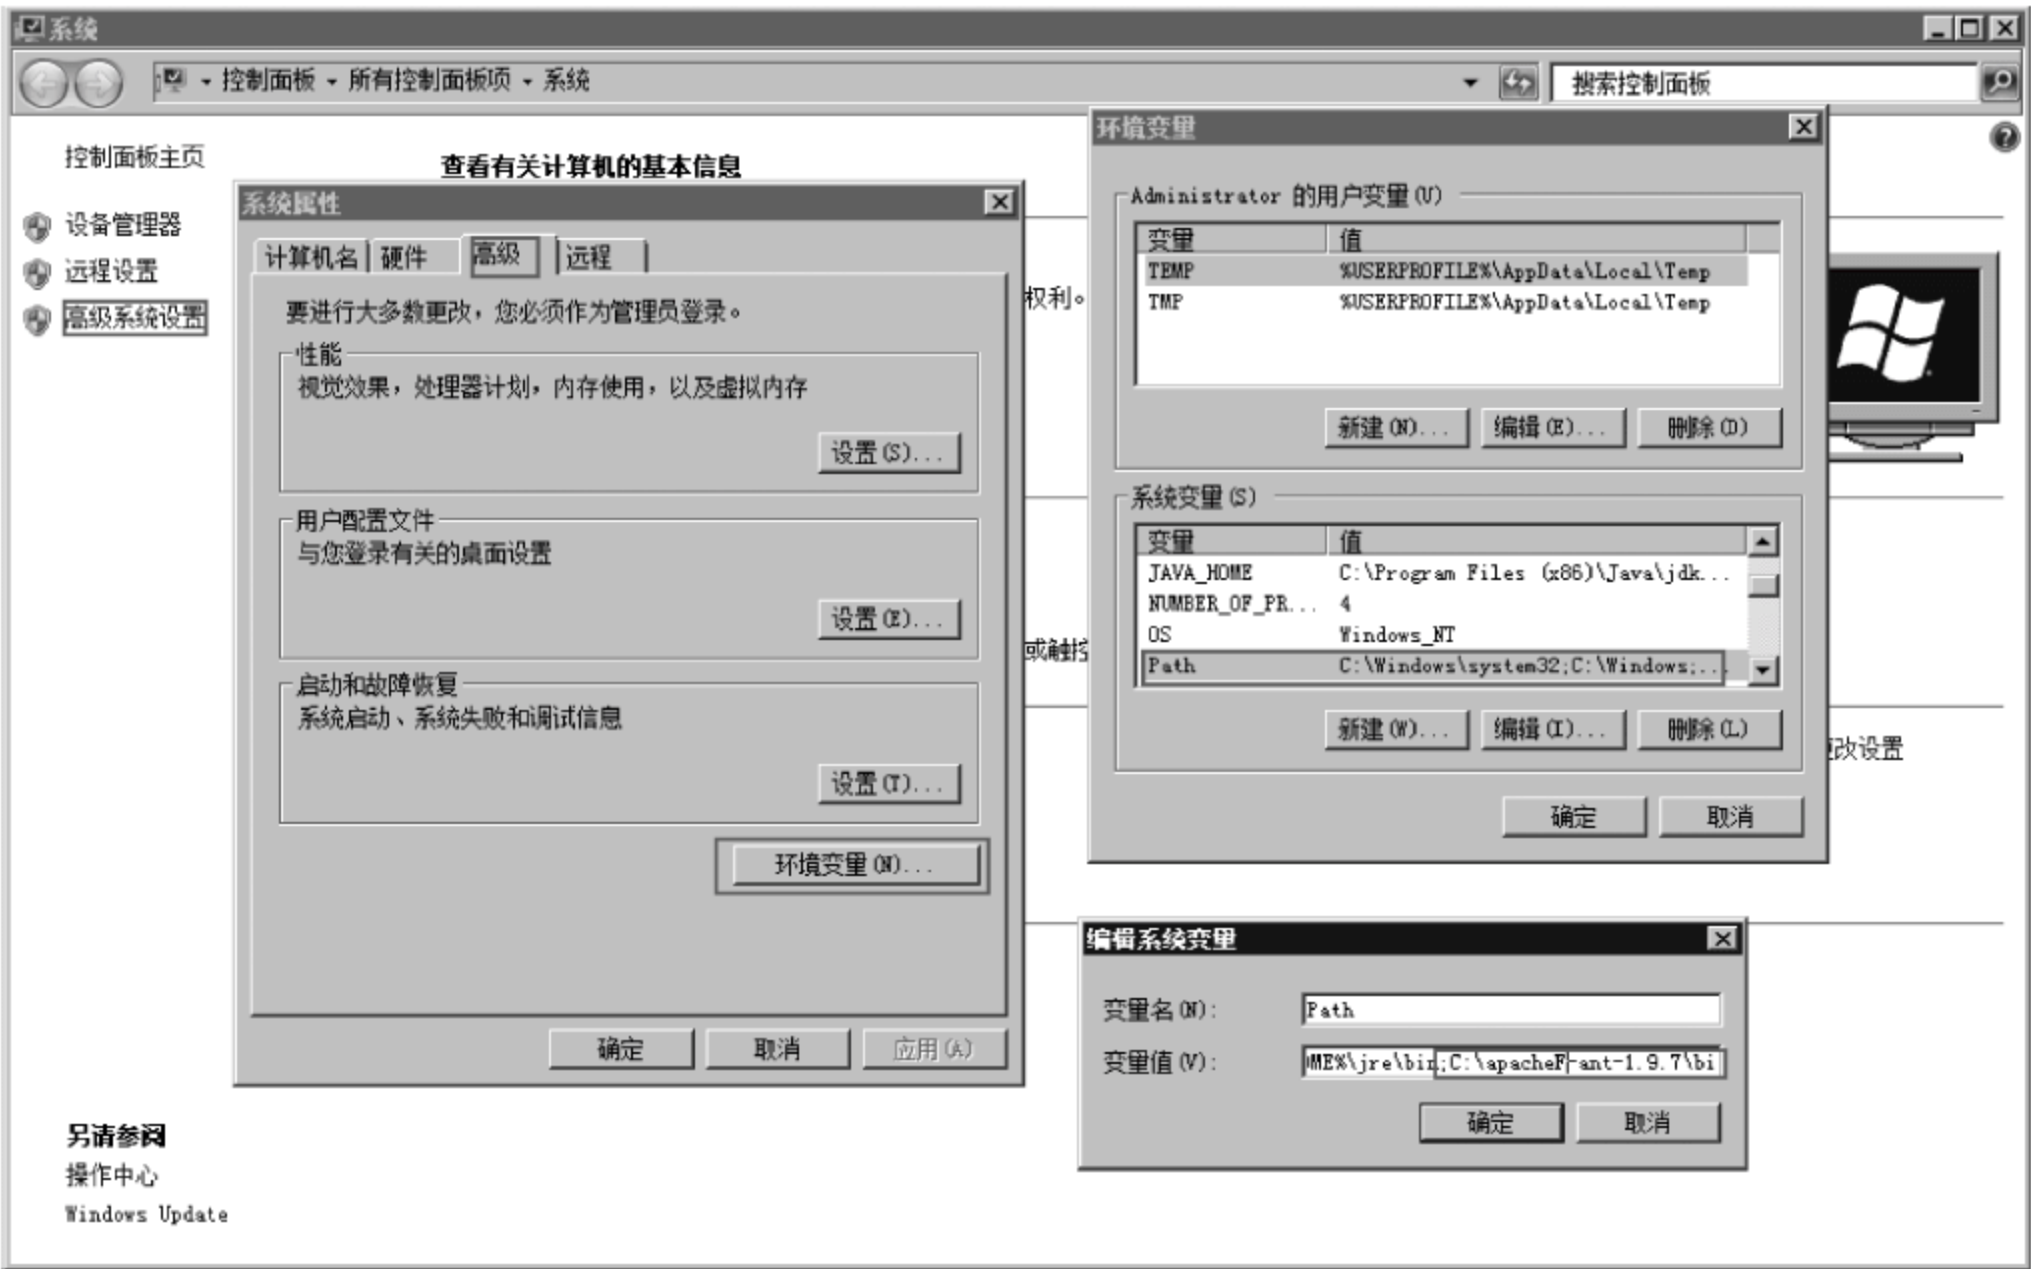 系统
控制面板 所有控制面板项 系统
搜索控制面板
控制面板主页
设备管理器
远程设置
高级系统设置
查看有关计算机的基本信息
权利。
或触控
更改设置
系统属性
计算机名 硬件 高级 远程
要进行大多数更改，您必须作为管理员登录。
性能
视觉效果，处理器计划，内存使用，以及虚拟内存
设置(S)...
用户配置文件
与您登录有关的桌面设置
设置(E)...
启动和故障恢复
系统启动、系统失败和调试信息
设置(T)...
环境变量(N)...
确定 取消 应用(A)
环境变量
Administrator 的用户变量(U)
变量 值
TEMP %USERPROFILE%\AppData\Local\Temp
TMP %USERPROFILE%\AppData\Local\Temp
新建(N)... 编辑(E)... 删除(D)
系统变量(S)
变量 值
JAVA_HOME C:\Program Files (x86)\Java\jdk...
NUMBER_OF_PR... 4
OS Windows_NT
Path C:\Windows\system32;C:\Windows;...
新建(W)... 编辑(I)... 删除(L)
确定 取消
编辑系统变量
变量名(N): Path
变量值(V): ME%\jre\bin;C:\apacheF-ant-1.9.7\bi
确定 取消
另请参阅
操作中心
Windows Update